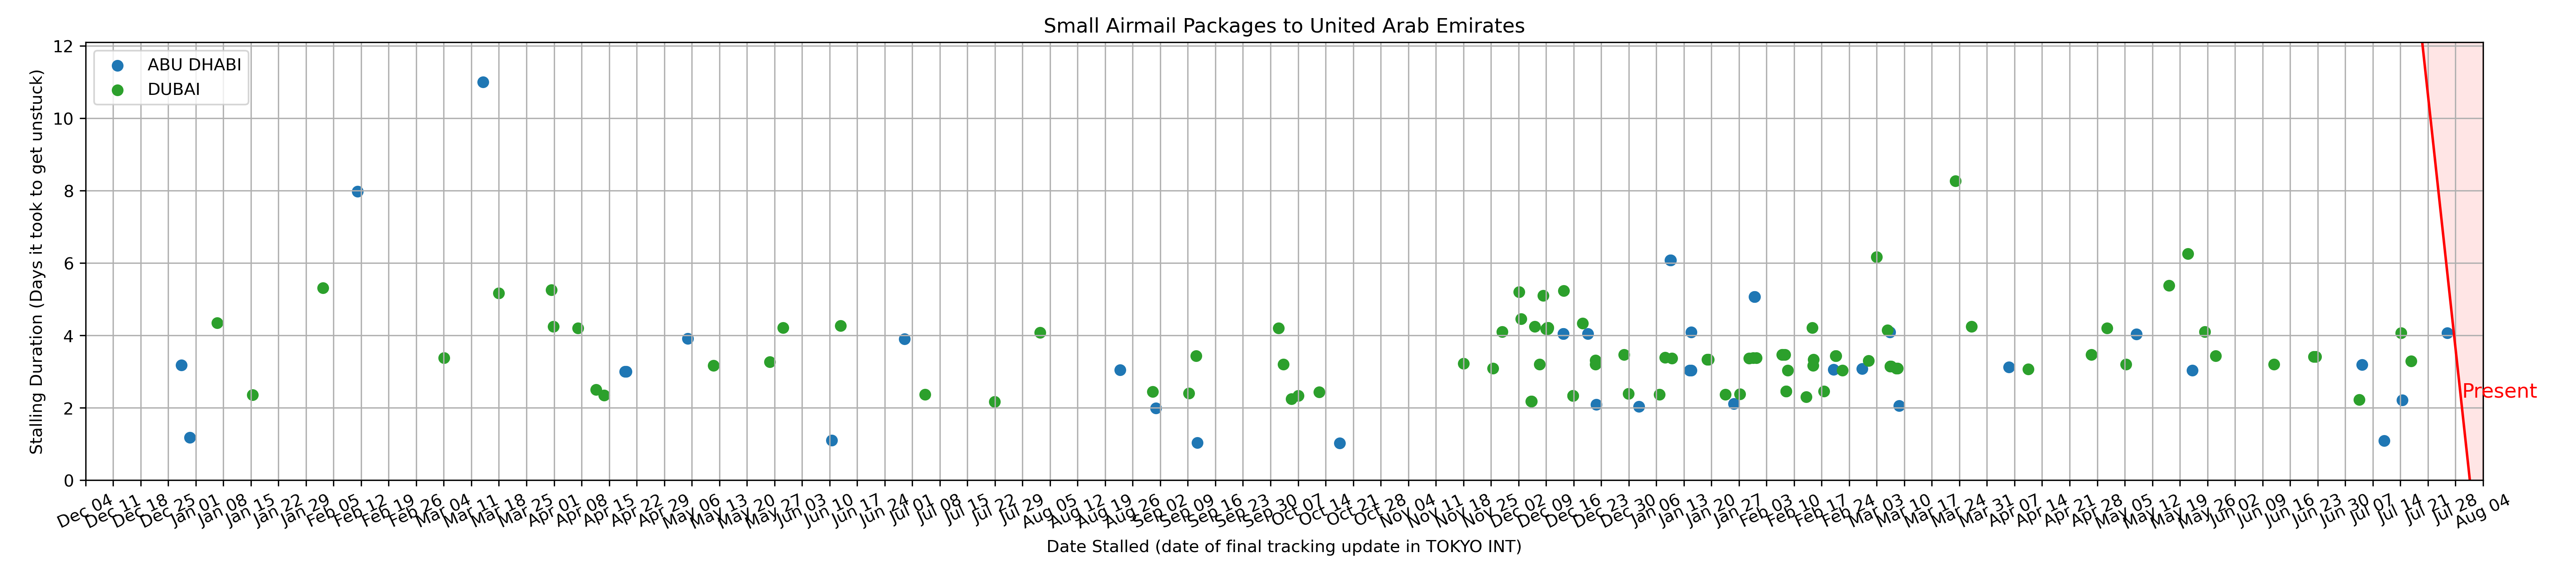 Small Airmail Packages to United Arab Emirates
Stalling Duration (Days it took to get unstuck)
12
10
8
6
4
2
0
ABU DHABI
DUBAI
Present
Dec 04 Dec 11 Dec 18 Dec 25 Jan 01 Jan 08 Jan 15 Jan 22 Jan 29 Feb 05 Feb 12 Feb 19 Feb 26 Mar 04 Mar 11 Mar 18 Mar 25 Apr 01 Apr 08 Apr 15 Apr 22 Apr 29 May 06 May 13 May 20 May 27 Jun 03 Jun 10 Jun 17 Jun 24 Jul 01 Jul 08 Jul 15 Jul 22 Jul 29 Aug 05 Aug 12 Aug 19 Aug 26 Sep 02 Sep 09 Sep 16 Sep 23 Sep 30 Oct 07 Oct 14 Oct 21 Oct 28 Nov 04 Nov 11 Nov 18 Nov 25 Dec 02 Dec 09 Dec 16 Dec 23 Dec 30 Jan 06 Jan 13 Jan 20 Jan 27 Feb 03 Feb 10 Feb 17 Feb 24 Mar 03 Mar 10 Mar 17 Mar 24 Mar 31 Apr 07 Apr 14 Apr 21 Apr 28 May 05 May 12 May 19 May 26 Jun 02 Jun 09 Jun 16 Jun 23 Jun 30 Jul 07 Jul 14 Jul 21 Jul 28 Aug 04
Date Stalled (date of final tracking update in TOKYO INT)